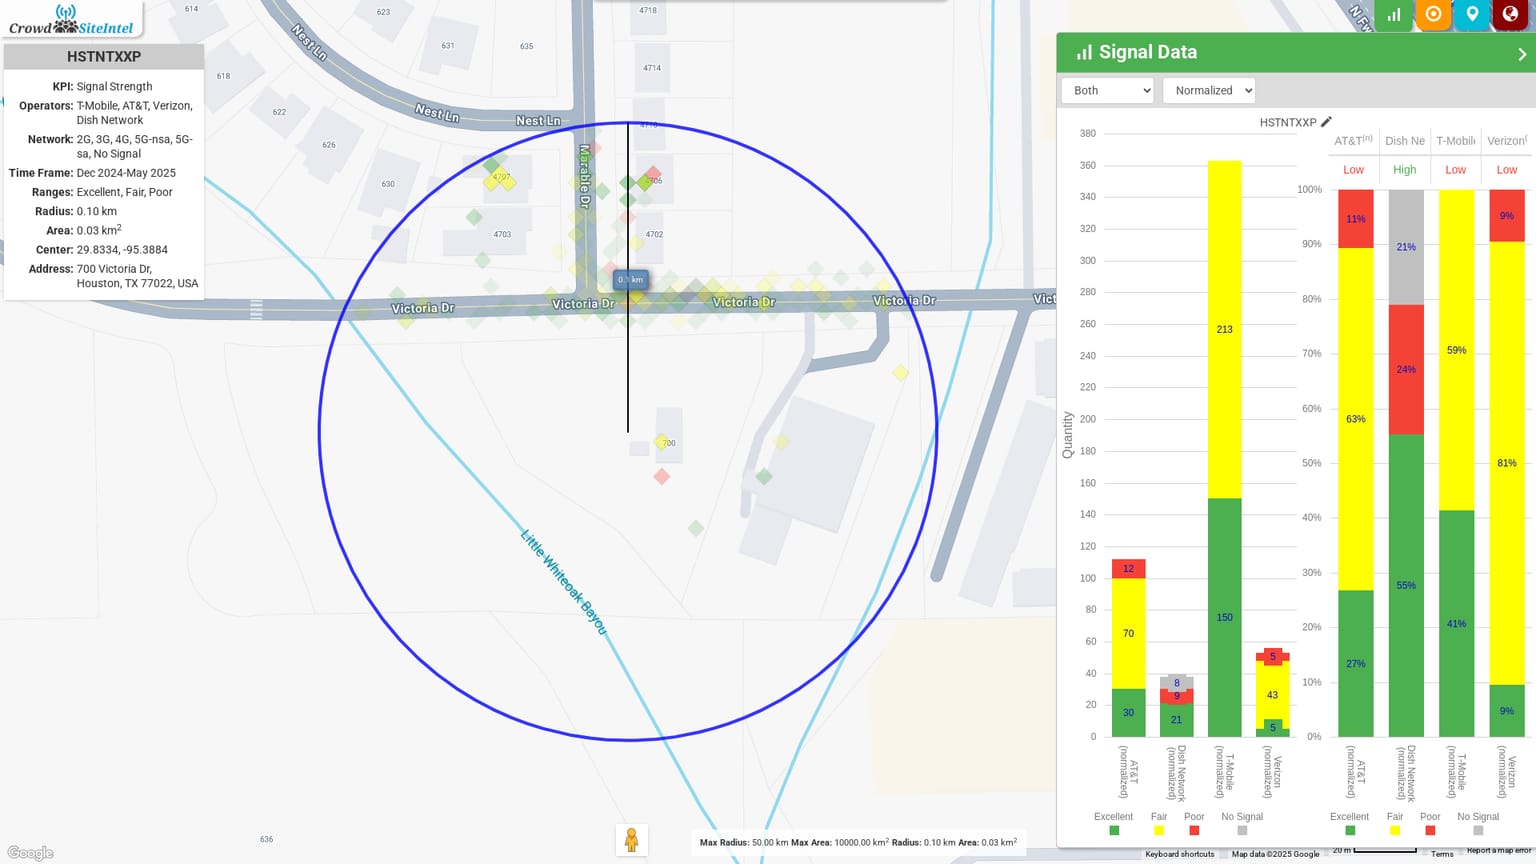 Crowd SiteIntel
HSTNTXXP
KPI: Signal Strength
Operators: T-Mobile, AT&T, Verizon,
Dish Network
Network: 2G, 3G, 4G, 5G-nsa, 5G-
sa, No Signal
Time Frame: Dec 2024-May 2025
Ranges: Excellent, Fair, Poor
Radius: 0.10 km
Area: 0.03 km²
Center: 29.8334, -95.3884
Address: 700 Victoria Dr,
Houston, TX 77022, USA
614
623
631
635
618
622
626
630
4718
4714
4710
4707
4706
4703
4702
700
636
Nest Ln
Nest Ln
Nest Ln
Marable Dr
0.1 km
Victoria Dr
Victoria Dr
Victoria Dr
Victoria Dr
Vict
Little Whiteoak Bayou
Google
Max Radius: 50.00 km Max Area: 10000.00 km² Radius: 0.10 km Area: 0.03 km²
Keyboard shortcuts
Map data ©2025 Google
20 m
Terms
Report a map error
Signal Data
Both
Normalized
HSTNTXXP
Quantity
380
360
340
320
300
280
260
240
220
200
180
160
140
120
100
80
60
40
20
0
12
70
30
8
9
21
213
150
5
43
5
AT&T (normalized)
Dish Network (normalized)
T-Mobile (normalized)
Verizon (normalized)
Excellent Fair Poor No Signal
AT&T(n) Dish Ne T-Mobile Verizon(
Low High Low Low
100%
90%
80%
70%
60%
50%
40%
30%
20%
10%
0%
11%
63%
27%
21%
24%
55%
59%
41%
9%
81%
9%
AT&T (normalized)
Dish Network (normalized)
T-Mobile (normalized)
Verizon (normalized)
Excellent Fair Poor No Signal